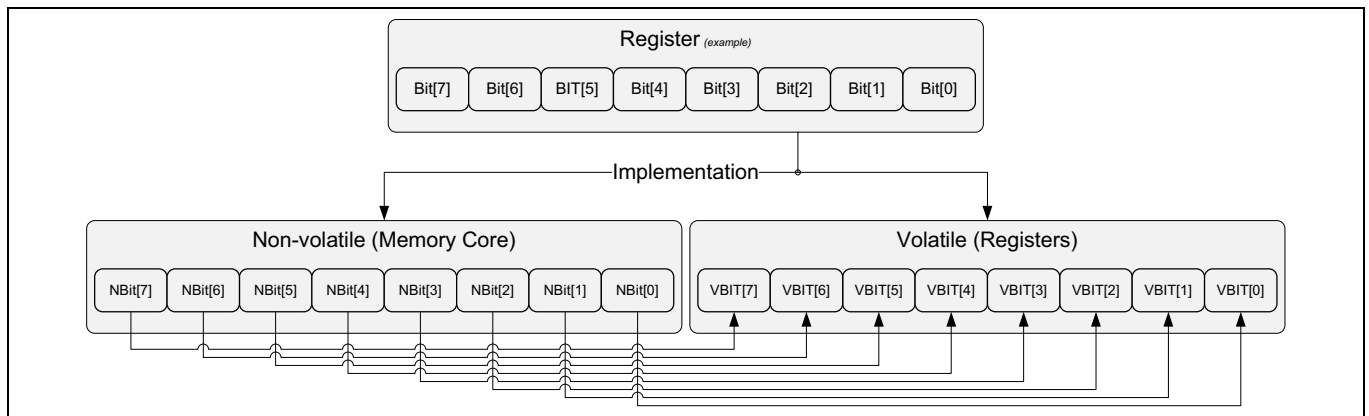 Register (example)
Bit[7] Bit[6] BIT[5] Bit[4] Bit[3] Bit[2] Bit[1] Bit[0]
Implementation
Non-volatile (Memory Core)
NBit[7] NBit[6] NBit[5] NBit[4] NBit[3] NBit[2] NBit[1] NBit[0]
Volatile (Registers)
VBIT[7] VBIT[6] VBIT[5] VBIT[4] VBIT[3] VBIT[2] VBIT[1] VBIT[0]